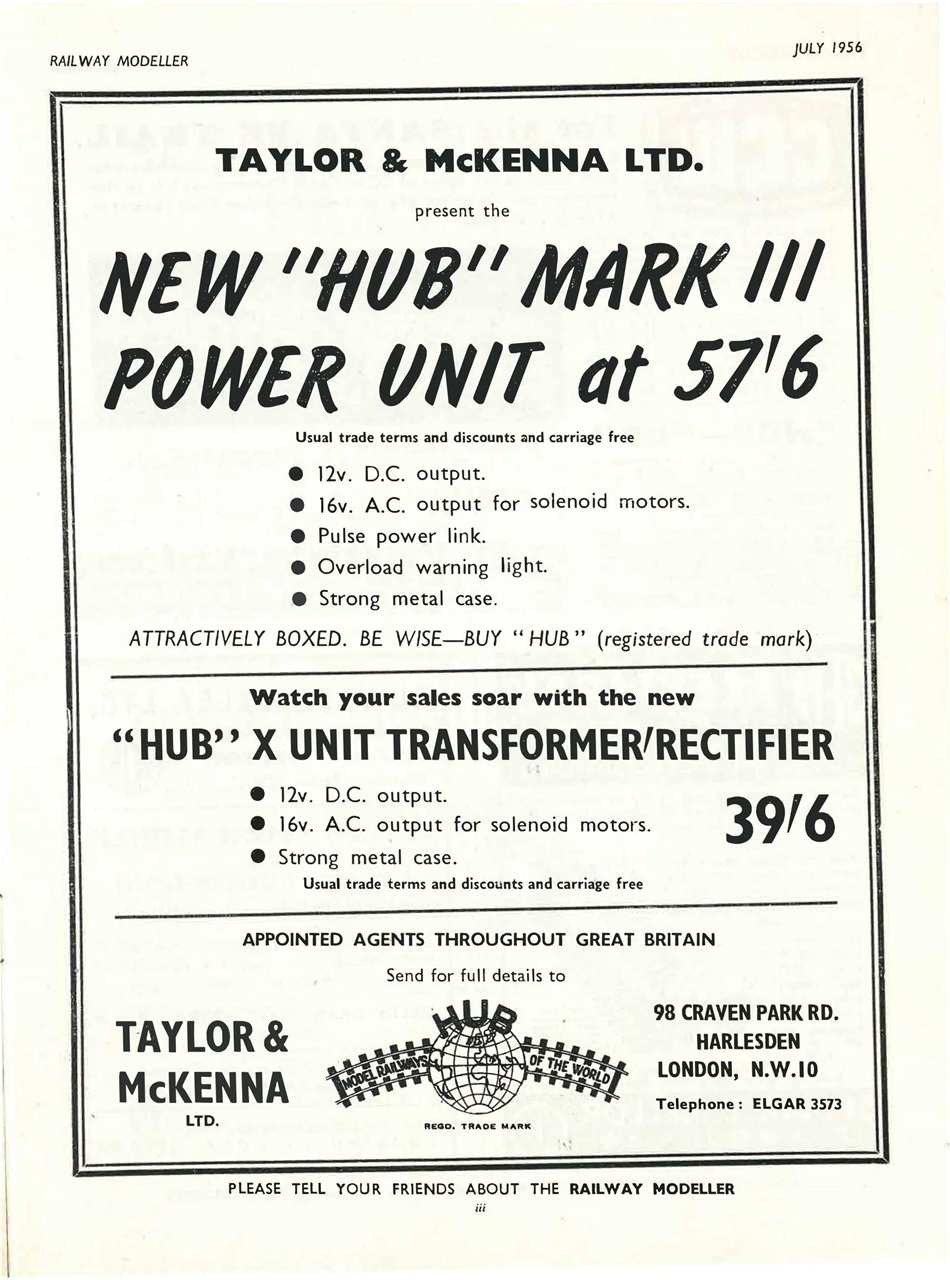 RAILWAY MODELLER
JULY 1956
TAYLOR & McKENNA LTD.
present the
NEW "HUB" MARK III
POWER UNIT at 57'6
Usual trade terms and discounts and carriage free
● 12v. D.C. output.
● 16v. A.C. output for solenoid motors.
● Pulse power link.
● Overload warning light.
● Strong metal case.
ATTRACTIVELY BOXED. BE WISE—BUY "HUB" (registered trade mark)
Watch your sales soar with the new
"HUB" X UNIT TRANSFORMER/RECTIFIER
● 12v. D.C. output.
● 16v. A.C. output for solenoid motors.
39/6
● Strong metal case.
Usual trade terms and discounts and carriage free
APPOINTED AGENTS THROUGHOUT GREAT BRITAIN
Send for full details to
TAYLOR &
McKENNA
LTD.
HUB
MODEL RAILWAYS OF THE WORLD
REGD. TRADE MARK
98 CRAVEN PARK RD.
HARLESDEN
LONDON, N.W.10
Telephone: ELGAR 3573
PLEASE TELL YOUR FRIENDS ABOUT THE RAILWAY MODELLER
iii